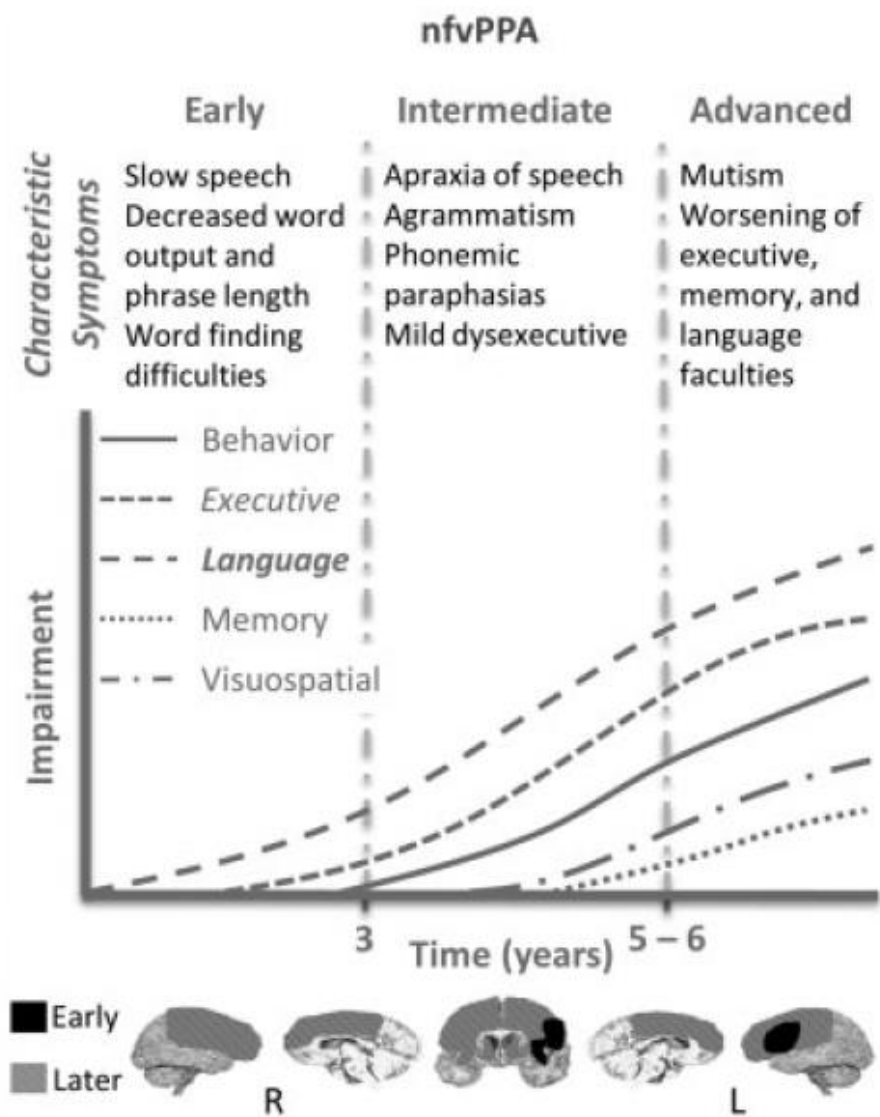 nfvPPA
Early
Intermediate
Advanced
Characteristic
Symptoms
Slow speech
Decreased word
output and
phrase length
Word finding
difficulties
Apraxia of speech
Agrammatism
Phonemic
paraphasias
Mild dysexecutive
Mutism
Worsening of
executive,
memory, and
language
faculties
Behavior
Executive
Language
Memory
Visuospatial
Impairment
3
Time (years)
5 – 6
Early
Later
R
L